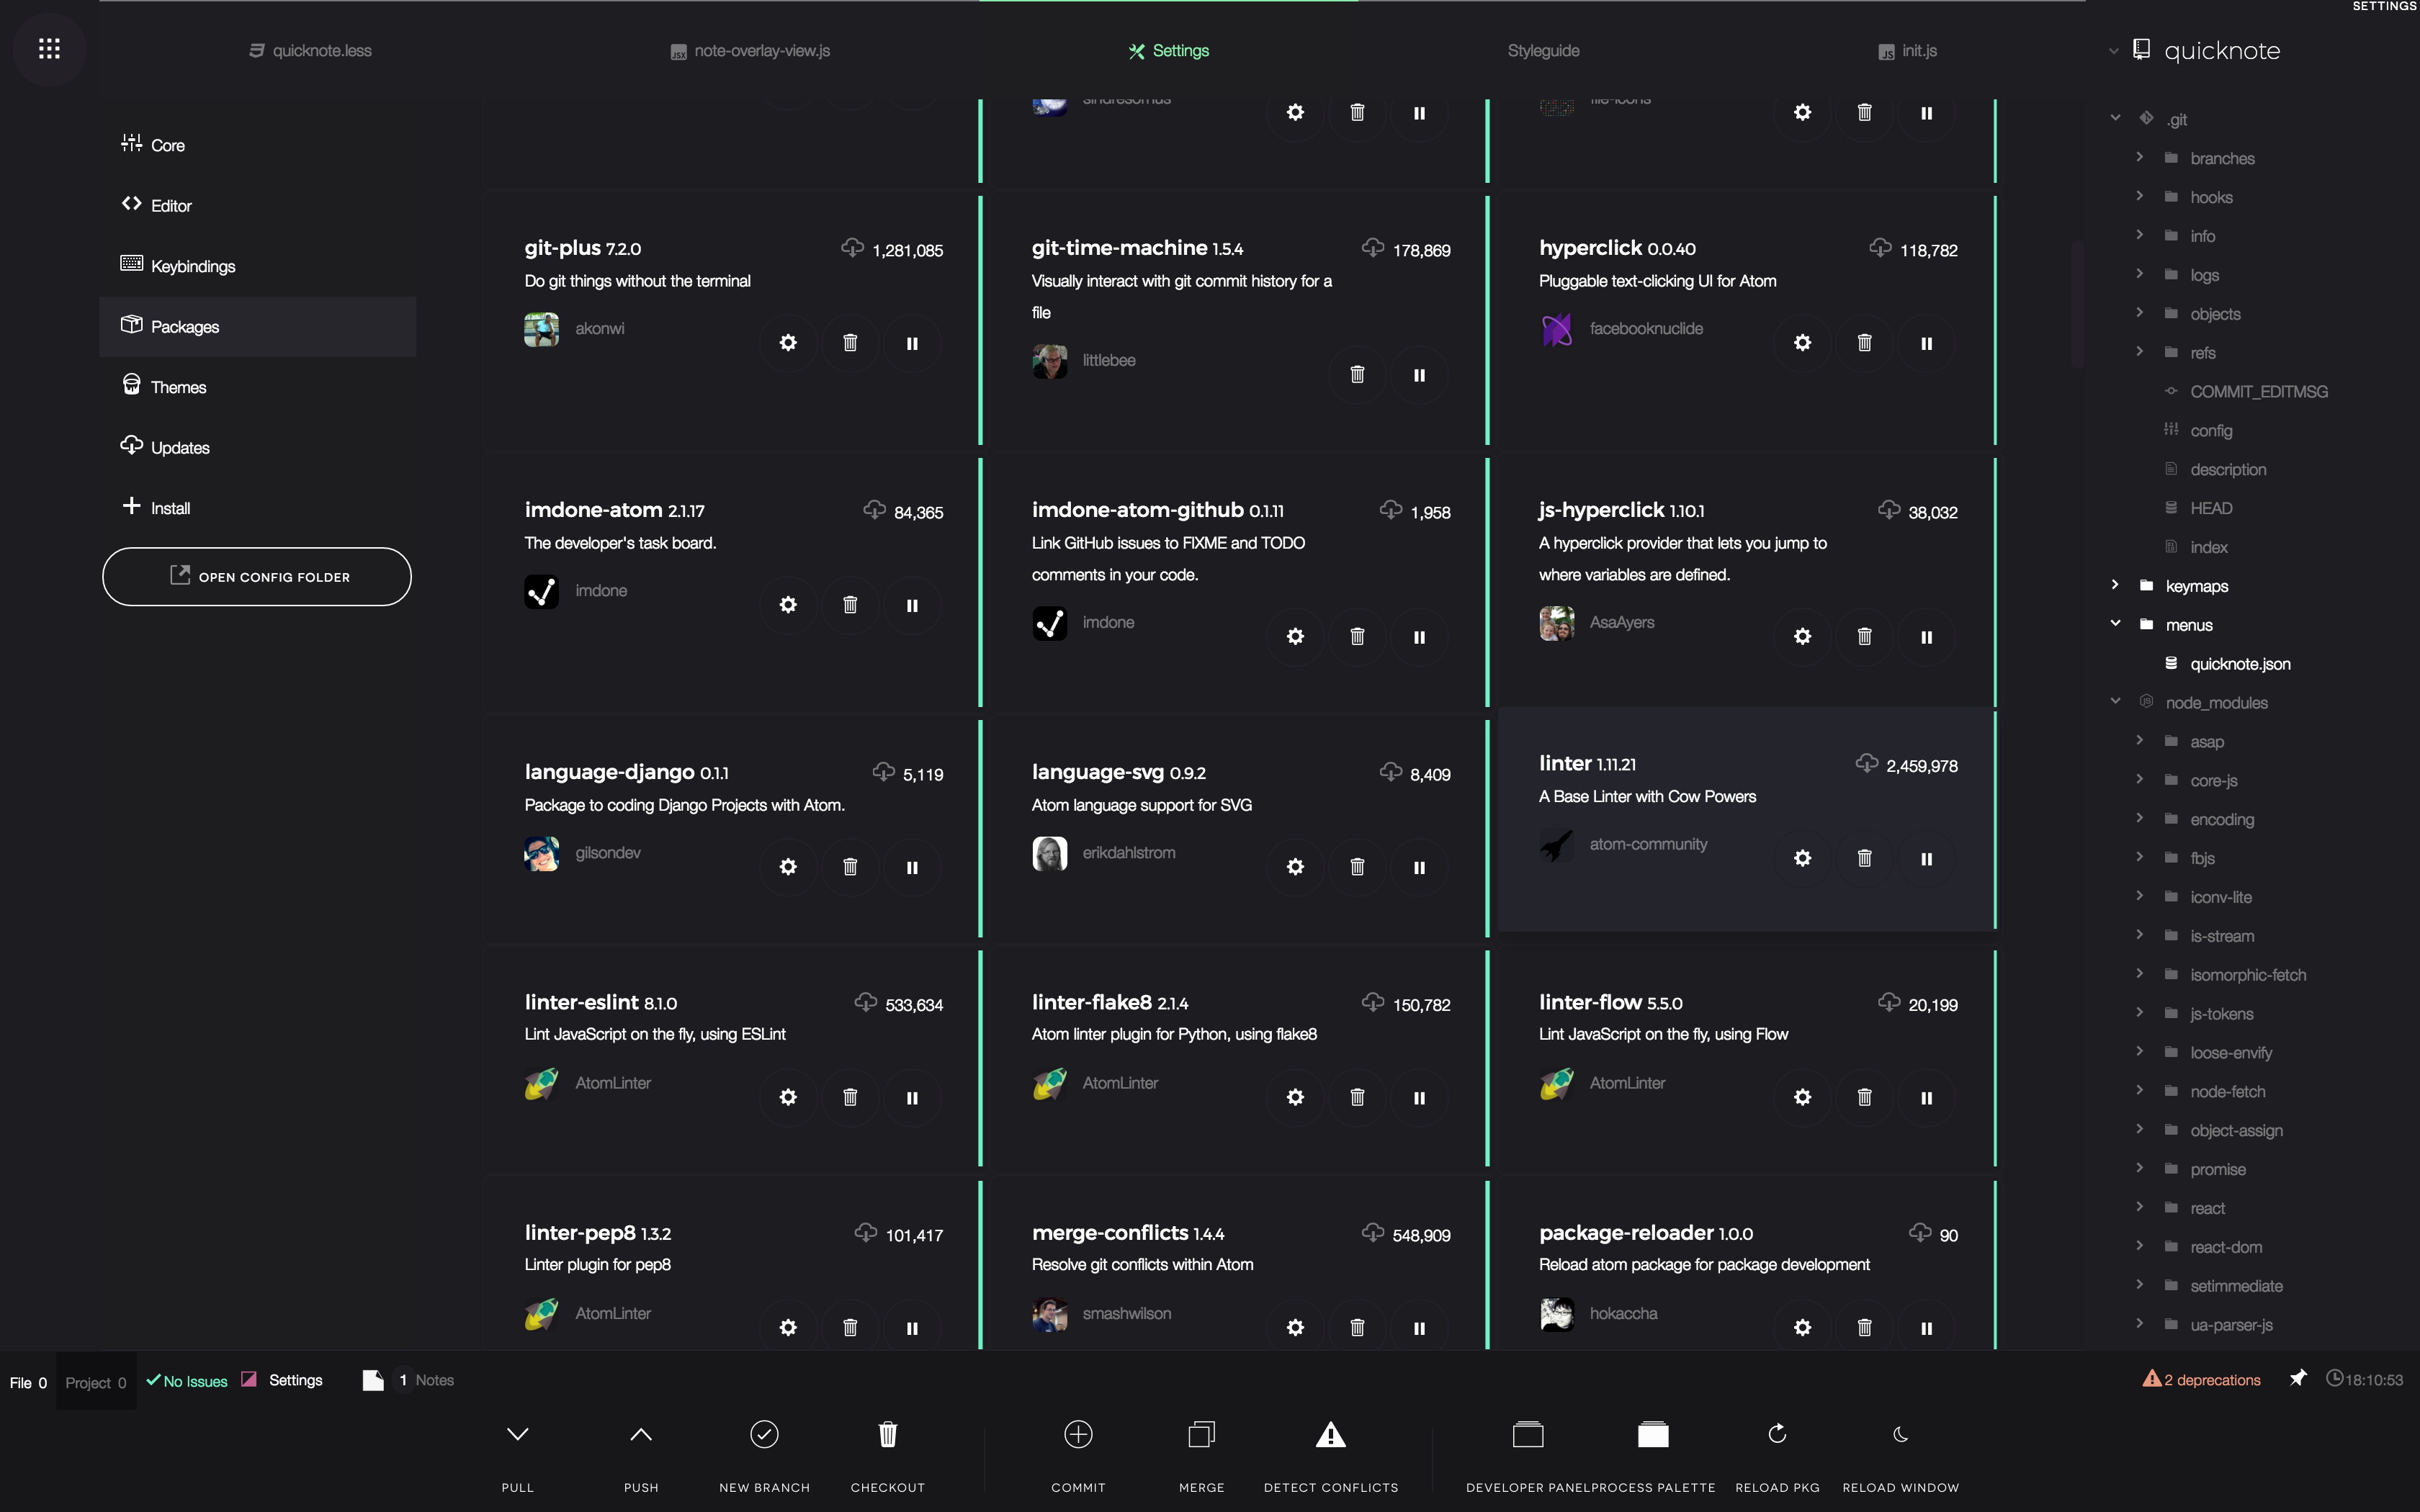 SETTINGS
quicknote.less
note-overlay-view.js
Settings
Styleguide
init.js
quicknote
Core
Editor
Keybindings
Packages
Themes
Updates
Install
OPEN CONFIG FOLDER
sindresorhus
file-icons
git-plus 7.2.0
1,281,085
Do git things without the terminal
akonwi
git-time-machine 1.5.4
178,869
Visually interact with git commit history for a
file
littlebee
hyperclick 0.0.40
118,782
Pluggable text-clicking UI for Atom
facebooknuclide
imdone-atom 2.1.17
84,365
The developer's task board.
imdone
imdone-atom-github 0.1.11
1,958
Link GitHub issues to FIXME and TODO
comments in your code.
imdone
js-hyperclick 1.10.1
38,032
A hyperclick provider that lets you jump to
where variables are defined.
AsaAyers
language-django 0.1.1
5,119
Package to coding Django Projects with Atom.
gilsondev
language-svg 0.9.2
8,409
Atom language support for SVG
erikdahlstrom
linter 1.11.21
2,459,978
A Base Linter with Cow Powers
atom-community
linter-eslint 8.1.0
533,634
Lint JavaScript on the fly, using ESLint
AtomLinter
linter-flake8 2.1.4
150,782
Atom linter plugin for Python, using flake8
AtomLinter
linter-flow 5.5.0
20,199
Lint JavaScript on the fly, using Flow
AtomLinter
linter-pep8 1.3.2
101,417
Linter plugin for pep8
AtomLinter
merge-conflicts 1.4.4
548,909
Resolve git conflicts within Atom
smashwilson
package-reloader 1.0.0
90
Reload atom package for package development
hokaccha
.git
branches
hooks
info
logs
objects
refs
COMMIT_EDITMSG
config
description
HEAD
index
keymaps
menus
quicknote.json
node_modules
asap
core-js
encoding
fbjs
iconv-lite
is-stream
isomorphic-fetch
js-tokens
loose-envify
node-fetch
object-assign
promise
react
react-dom
setimmediate
ua-parser-js
File 0
Project 0
No Issues
Settings
1 Notes
2 deprecations
18:10:53
PULL
PUSH
NEW BRANCH
CHECKOUT
COMMIT
MERGE
DETECT CONFLICTS
DEVELOPER PANEL
PROCESS PALETTE
RELOAD PKG
RELOAD WINDOW